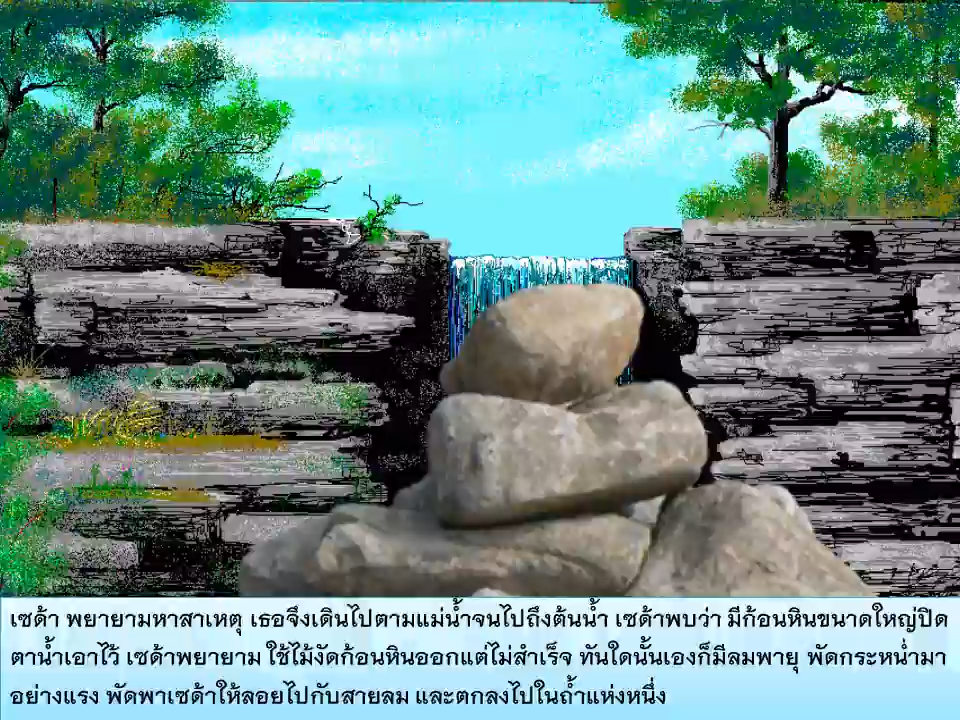 เซด้า พยายามหาสาเหตุ เธอจึงเดินไปตามแม่น้ำจนไปถึงต้นน้ำ เซด้าพบว่า มีก้อนหินขนาดใหญ่ปิด
ตาน้ำเอาไว้ เซด้าพยายาม ใช้ไม้งัดก้อนหินออกแต่ไม่สำเร็จ ทันใดนั้นเองก็มีลมพายุ พัดกระหน่ำมา
อย่างแรง พัดพาเซด้าให้ลอยไปกับสายลม และตกลงไปในถ้ำแห่งหนึ่ง